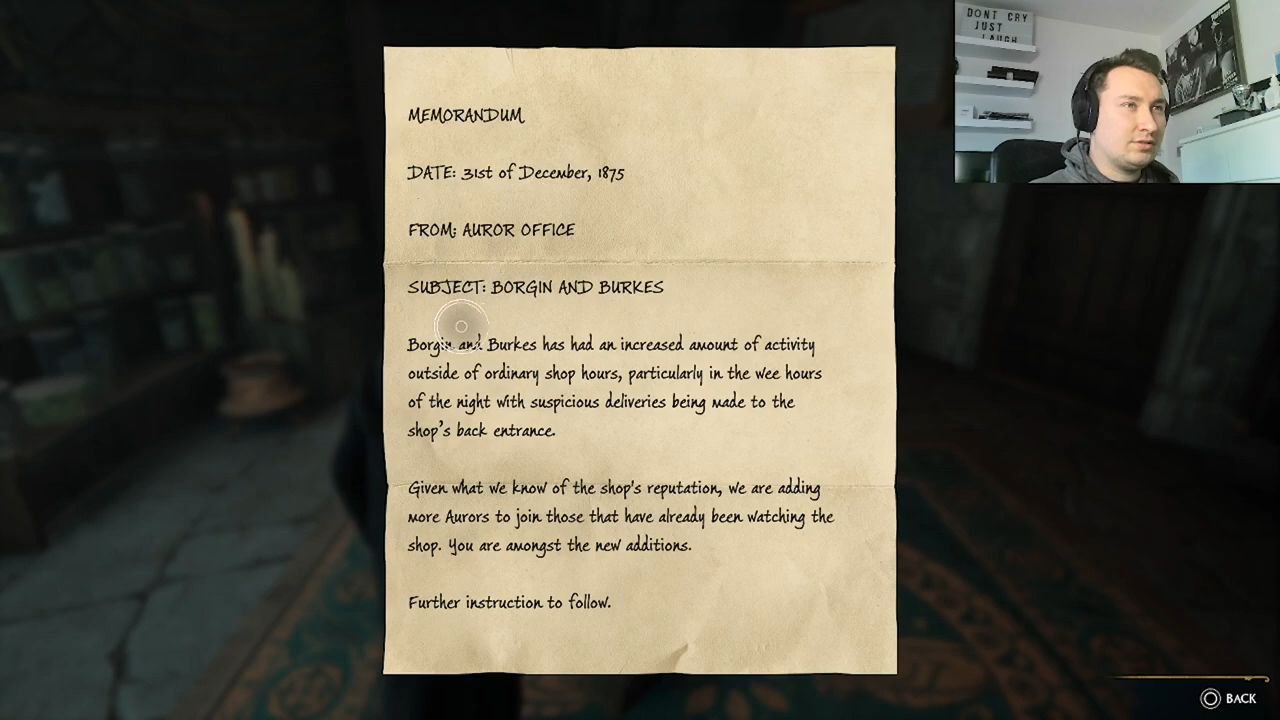 MEMORANDUM
DATE: 31st of December, 1875
FROM: AUROR OFFICE
SUBJECT: BORGIN AND BURKES
Borgin and Burkes has had an increased amount of activity
outside of ordinary shop hours, particularly in the wee hours
of the night with suspicious deliveries being made to the
shop's back entrance.
Given what we know of the shop's reputation, we are adding
more Aurors to join those that have already been watching the
shop. You are amongst the new additions.
Further instruction to follow.
DONT CRY
JUST
LAUGH
BACK